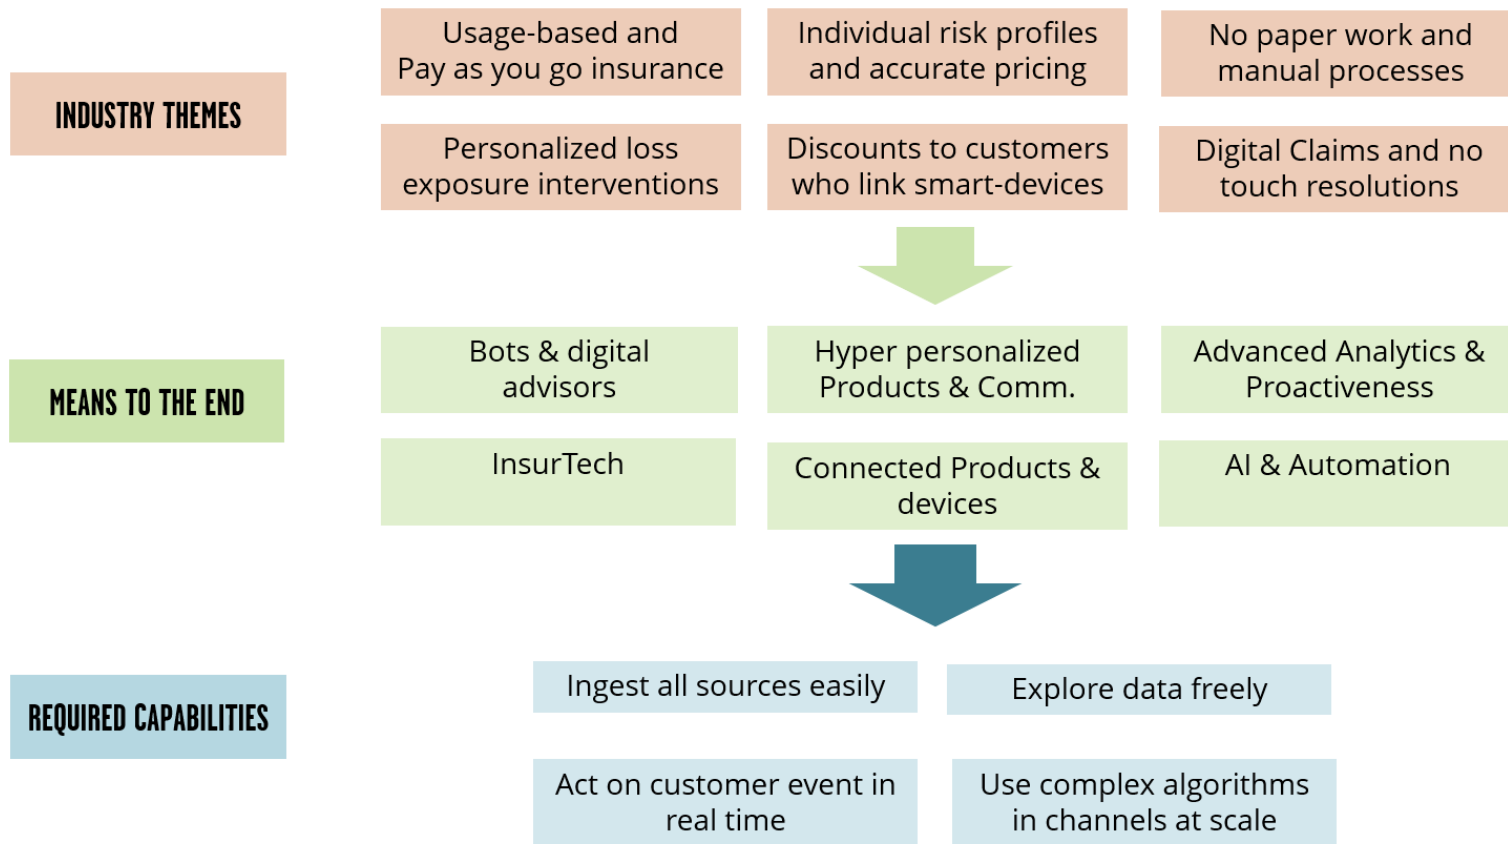 INDUSTRY THEMES
Usage-based and
Pay as you go insurance
Individual risk profiles
and accurate pricing
No paper work and
manual processes
Personalized loss
exposure interventions
Discounts to customers
who link smart-devices
Digital Claims and no
touch resolutions
MEANS TO THE END
Bots & digital
advisors
Hyper personalized
Products & Comm.
Advanced Analytics &
Proactiveness
InsurTech
Connected Products &
devices
AI & Automation
REQUIRED CAPABILITIES
Ingest all sources easily
Explore data freely
Act on customer event in
real time
Use complex algorithms
in channels at scale